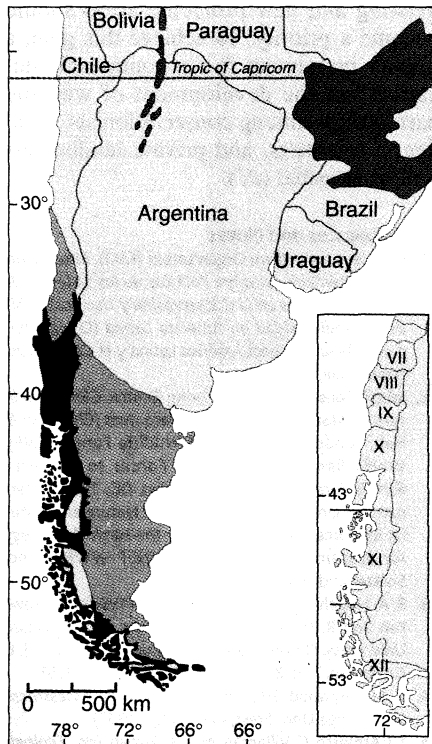 Bolivia
Paraguay
Chile
Tropic of Capricorn
30°
Argentina
Brazil
Uraguay
VII
VIII
IX
40°
X
43°
XI
50°
XII
53°
0 500 km
72°
78° 72° 66° 66°